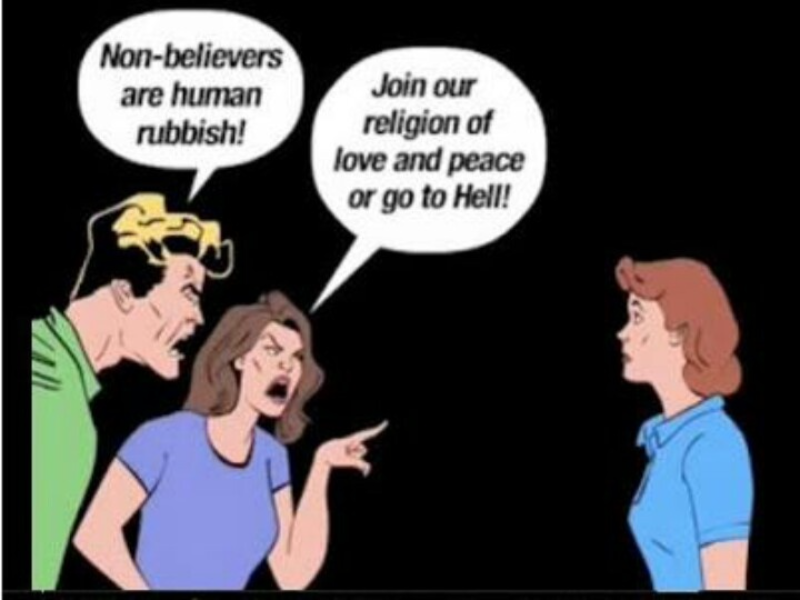 Non-believers
are human
rubbish!
Join our
religion of
love and peace
or go to Hell!